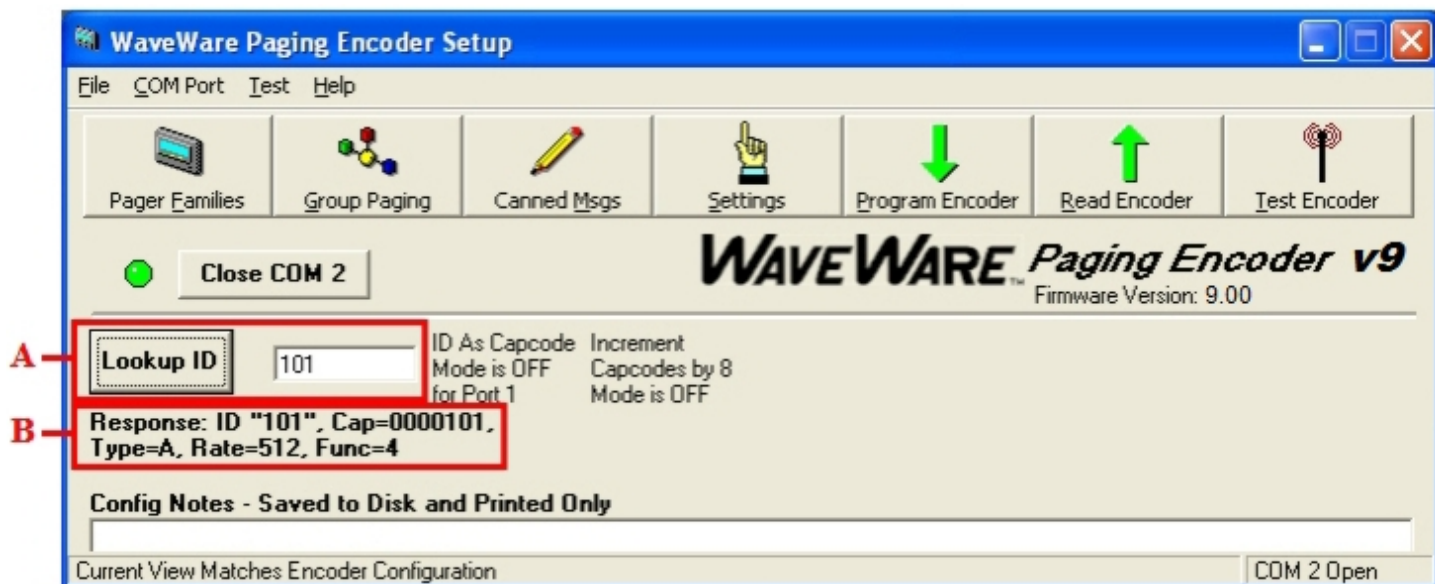 WaveWare Paging Encoder Setup
File COM Port Test Help
Pager Families Group Paging Canned Msgs Settings Program Encoder Read Encoder Test Encoder
Close COM 2
WAVEWARE™ Paging Encoder v9
Firmware Version: 9.00
A
Lookup ID 101
ID As Capcode
Mode is OFF
for Port 1
Increment
Capcodes by 8
Mode is OFF
B
Response: ID "101", Cap=0000101,
Type=A, Rate=512, Func=4
Config Notes - Saved to Disk and Printed Only
Current View Matches Encoder Configuration COM 2 Open